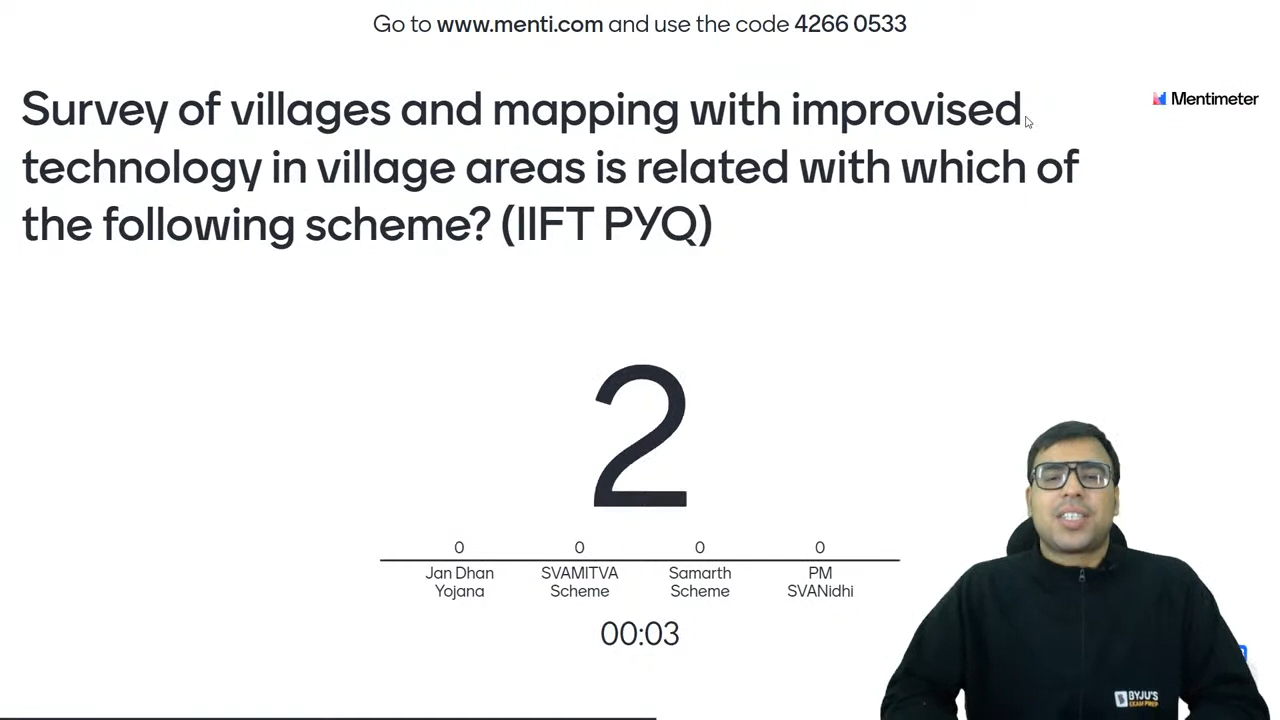 Go to www.menti.com and use the code 4266 0533
Mentimeter
Survey of villages and mapping with improvised
technology in village areas is related with which of
the following scheme? (IIFT PYQ)
2
0 0 0 0
Jan Dhan Yojana
SVAMITVA Scheme
Samarth Scheme
PM SVANidhi
00:03
BYJU'S
EXAM PREP